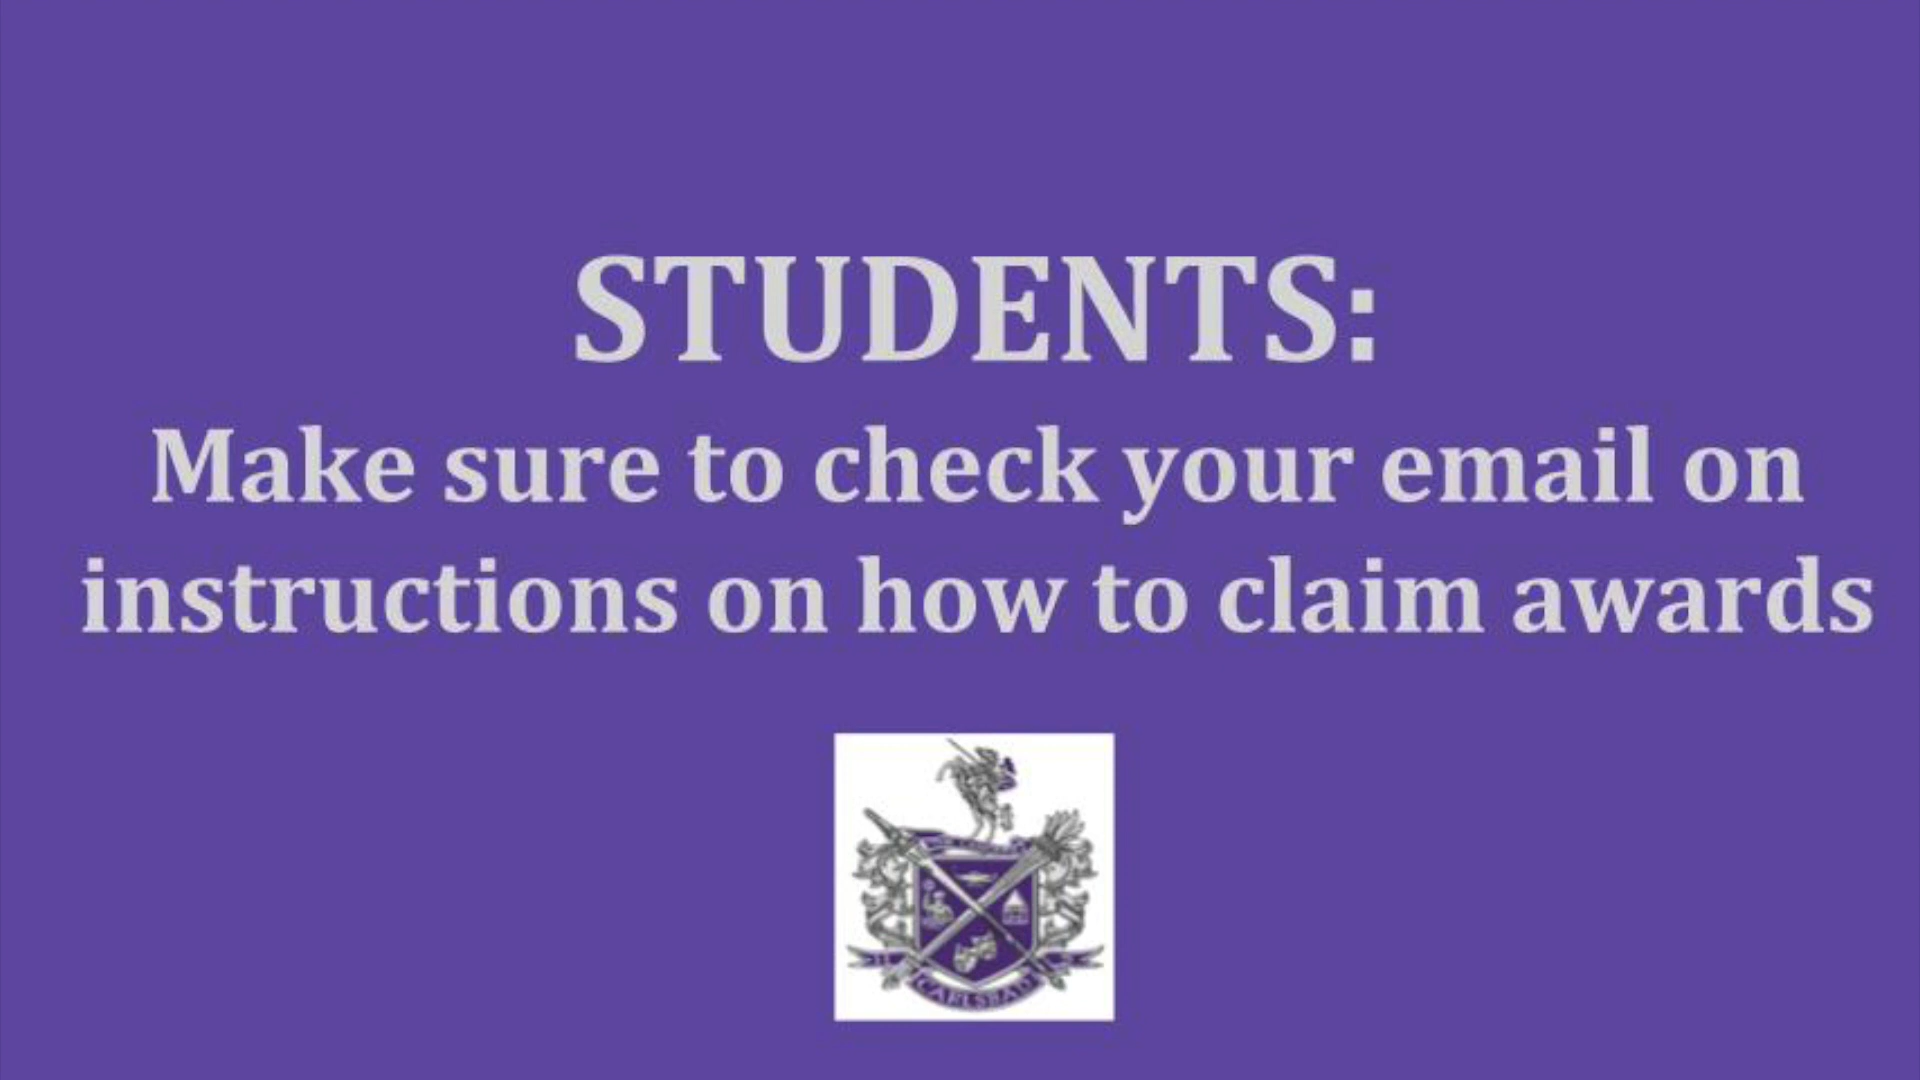 STUDENTS:
Make sure to check your email on
instructions on how to claim awards
CARLSBAD